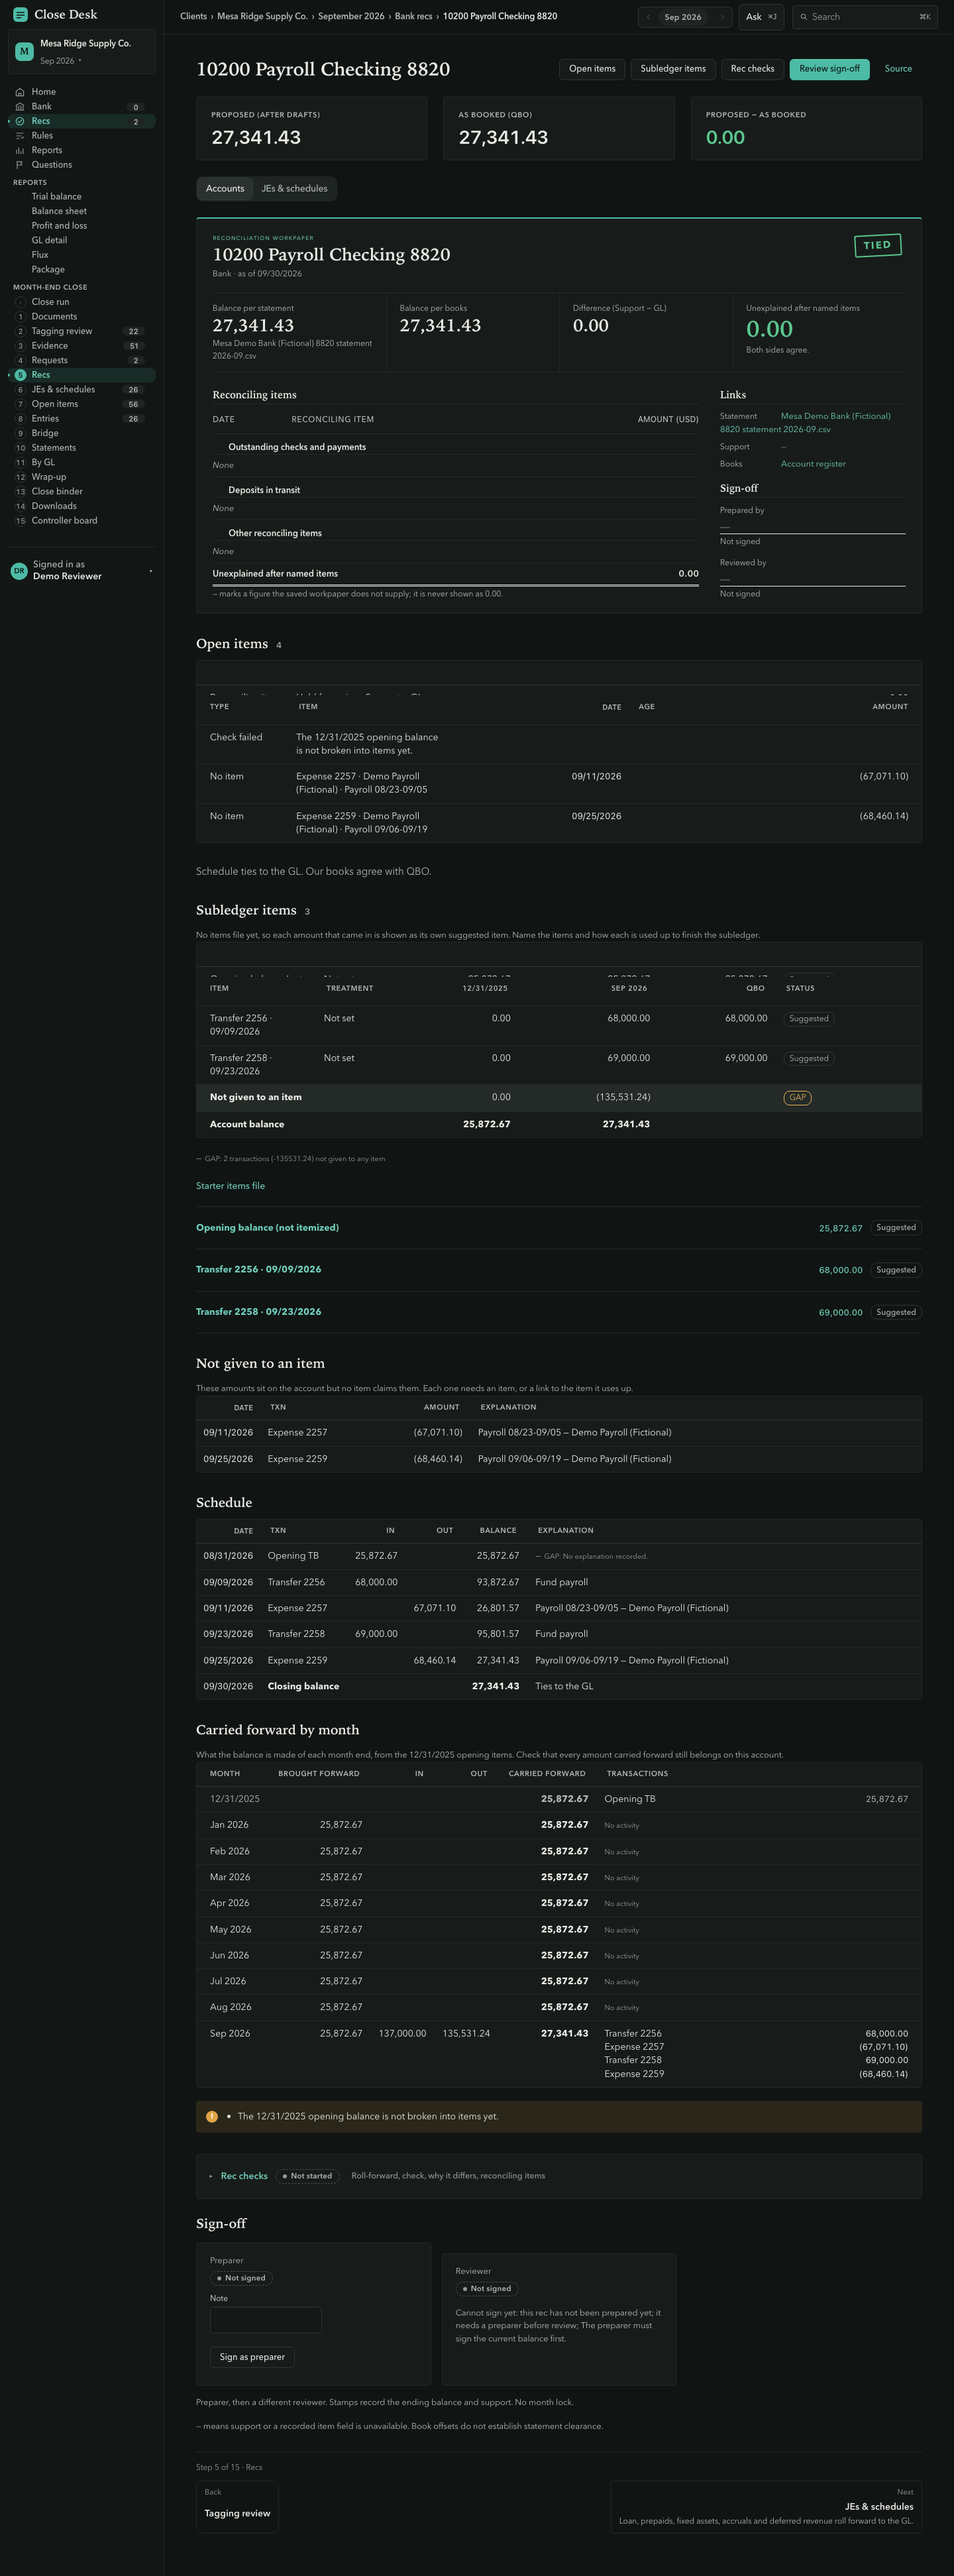 Close Desk
M
Mesa Ridge Supply Co.
Sep 2026
Home
Bank 0
Recs 2
Rules
Reports
Questions
REPORTS
Trial balance
Balance sheet
Profit and loss
GL detail
Flux
Package
MONTH-END CLOSE
- Close run
1 Documents
2 Tagging review 22
3 Evidence 51
4 Requests 2
5 Recs
6 JEs & schedules 26
7 Open items 56
8 Entries 26
9 Bridge
10 Statements
11 By GL
12 Wrap-up
13 Close binder
14 Downloads
15 Controller board
DR
Signed in as
Demo Reviewer
Clients › Mesa Ridge Supply Co. › September 2026 › Bank recs › 10200 Payroll Checking 8820
Sep 2026
Ask ⌘J
Search ⌘K
10200 Payroll Checking 8820
Open items
Subledger items
Rec checks
Review sign-off
Source
PROPOSED (AFTER DRAFTS)
27,341.43
AS BOOKED (QBO)
27,341.43
PROPOSED − AS BOOKED
0.00
Accounts
JEs & schedules
RECONCILIATION WORKPAPER
10200 Payroll Checking 8820
Bank · as of 09/30/2026
TIED
Balance per statement
27,341.43
Mesa Demo Bank (Fictional) 8820 statement
2026-09.csv
Balance per books
27,341.43
Difference (Support − GL)
0.00
Unexplained after named items
0.00
Both sides agree.
Reconciling items
DATE RECONCILING ITEM AMOUNT (USD)
Outstanding checks and payments
None
Deposits in transit
None
Other reconciling items
None
Unexplained after named items 0.00
— marks a figure the saved workpaper does not supply; it is never shown as 0.00.
Links
Statement Mesa Demo Bank (Fictional)
8820 statement 2026-09.csv
Support —
Books Account register
Sign-off
Prepared by
—
Not signed
Reviewed by
—
Not signed
Open items 4
TYPE ITEM DATE AGE AMOUNT
Check failed The 12/31/2025 opening balance
is not broken into items yet.
No item Expense 2257 · Demo Payroll 09/11/2026 (67,071.10)
(Fictional) · Payroll 08/23-09/05
No item Expense 2259 · Demo Payroll 09/25/2026 (68,460.14)
(Fictional) · Payroll 09/06-09/19
Schedule ties to the GL. Our books agree with QBO.
Subledger items 3
No items file yet, so each amount that came in is shown as its own suggested item. Name the items and how each is used up to finish the subledger.
ITEM TREATMENT 12/31/2025 SEP 2026 QBO STATUS
Transfer 2256 · Not set 0.00 68,000.00 68,000.00 Suggested
09/09/2026
Transfer 2258 · Not set 0.00 69,000.00 69,000.00 Suggested
09/23/2026
Not given to an item 0.00 (135,531.24) GAP
Account balance 25,872.67 27,341.43
— GAP: 2 transactions (-135531.24) not given to any item
Starter items file
Opening balance (not itemized) 25,872.67 Suggested
Transfer 2256 · 09/09/2026 68,000.00 Suggested
Transfer 2258 · 09/23/2026 69,000.00 Suggested
Not given to an item
These amounts sit on the account but no item claims them. Each one needs an item, or a link to the item it uses up.
DATE TXN AMOUNT EXPLANATION
09/11/2026 Expense 2257 (67,071.10) Payroll 08/23-09/05 — Demo Payroll (Fictional)
09/25/2026 Expense 2259 (68,460.14) Payroll 09/06-09/19 — Demo Payroll (Fictional)
Schedule
DATE TXN IN OUT BALANCE EXPLANATION
08/31/2026 Opening TB 25,872.67 25,872.67 — GAP: No explanation recorded.
09/09/2026 Transfer 2256 68,000.00 93,872.67 Fund payroll
09/11/2026 Expense 2257 67,071.10 26,801.57 Payroll 08/23-09/05 — Demo Payroll (Fictional)
09/23/2026 Transfer 2258 69,000.00 95,801.57 Fund payroll
09/25/2026 Expense 2259 68,460.14 27,341.43 Payroll 09/06-09/19 — Demo Payroll (Fictional)
09/30/2026 Closing balance 27,341.43 Ties to the GL
Carried forward by month
What the balance is made of each month end, from the 12/31/2025 opening items. Check that every amount carried forward still belongs on this account.
MONTH BROUGHT FORWARD IN OUT CARRIED FORWARD TRANSACTIONS
12/31/2025 25,872.67 Opening TB 25,872.67
Jan 2026 25,872.67 25,872.67 No activity
Feb 2026 25,872.67 25,872.67 No activity
Mar 2026 25,872.67 25,872.67 No activity
Apr 2026 25,872.67 25,872.67 No activity
May 2026 25,872.67 25,872.67 No activity
Jun 2026 25,872.67 25,872.67 No activity
Jul 2026 25,872.67 25,872.67 No activity
Aug 2026 25,872.67 25,872.67 No activity
Sep 2026 25,872.67 137,000.00 135,531.24 27,341.43 Transfer 2256 68,000.00
Expense 2257 (67,071.10)
Transfer 2258 69,000.00
Expense 2259 (68,460.14)
! • The 12/31/2025 opening balance is not broken into items yet.
Rec checks Not started Roll-forward, check, why it differs, reconciling items
Sign-off
Preparer
Not signed
Note
Sign as preparer
Reviewer
Not signed
Cannot sign yet: this rec has not been prepared yet; it
needs a preparer before review; The preparer must
sign the current balance first.
Preparer, then a different reviewer. Stamps record the ending balance and support. No month lock.
— means support or a recorded item field is unavailable. Book offsets do not establish statement clearance.
Step 5 of 15 · Recs
Back
Tagging review
Next
JEs & schedules
Loan, prepaids, fixed assets, accruals and deferred revenue roll forward to the GL.